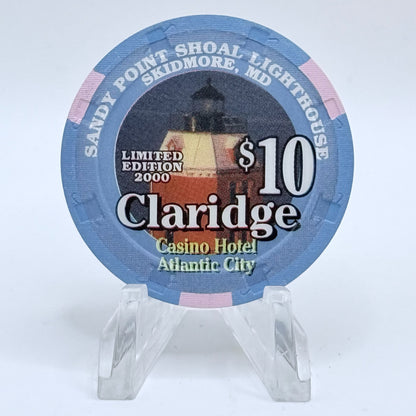 SANDY POINT SHOAL LIGHTHOUSE
SKIDMORE, MD
LIMITED
EDITION
2000
$10
Claridge
Casino Hotel
Atlantic City